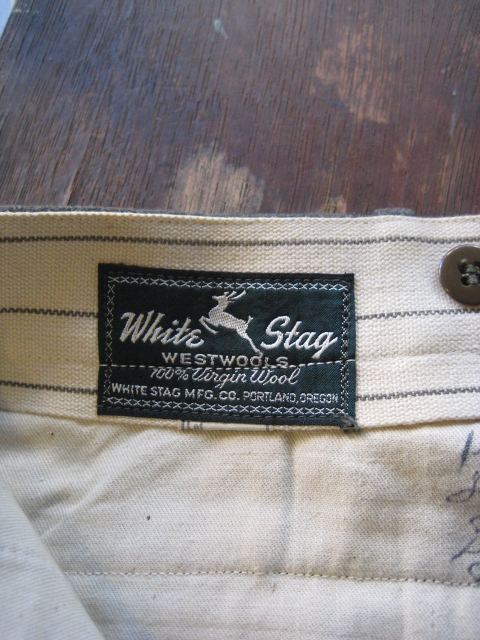 White Stag
WESTWOOLS
100% Virgin Wool
WHITE STAG MFG. CO. PORTLAND, OREGON